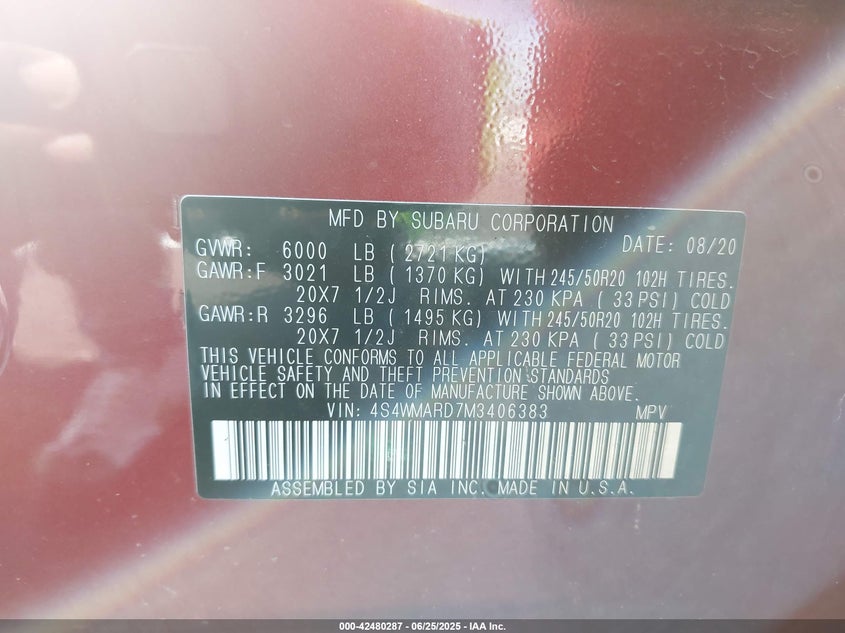 MFD BY SUBARU CORPORATION
GVWR: 6000 LB ( 2721 KG) DATE: 08/20
GAWR:F 3021 LB ( 1370 KG) WITH 245/50R20 102H TIRES.
20X7 1/2J RIMS. AT 230 KPA ( 33 PSI) COLD
GAWR:R 3296 LB ( 1495 KG) WITH 245/50R20 102H TIRES.
20X7 1/2J RIMS. AT 230 KPA ( 33 PSI) COLD
THIS VEHICLE CONFORMS TO ALL APPLICABLE FEDERAL MOTOR
VEHICLE SAFETY AND THEFT PREVENTION STANDARDS
IN EFFECT ON THE DATE OF MANUFACTURE SHOWN ABOVE.
VIN: 4S4WMARD7M3406383 MPV
ASSEMBLED BY SIA INC. MADE IN U.S.A.
000-42480287 - 06/25/2025 - IAA Inc.